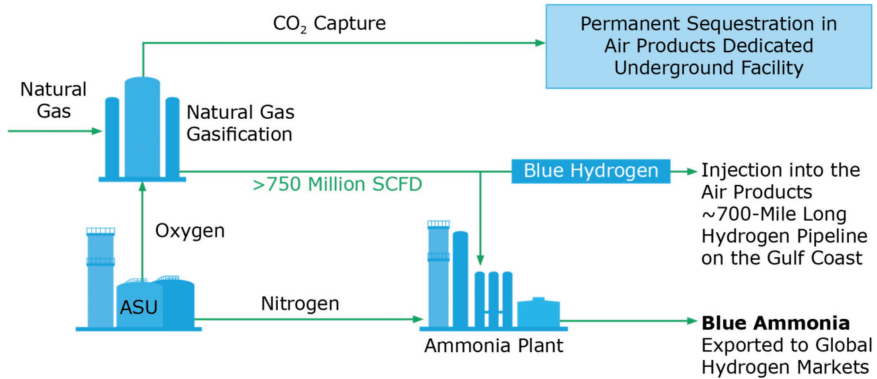 CO₂ Capture
Permanent Sequestration in
Air Products Dedicated
Underground Facility
Natural
Gas
Natural Gas
Gasification
>750 Million SCFD
Blue Hydrogen
Injection into the
Air Products
~700-Mile Long
Hydrogen Pipeline
on the Gulf Coast
Oxygen
ASU
Nitrogen
Ammonia Plant
Blue Ammonia
Exported to Global
Hydrogen Markets